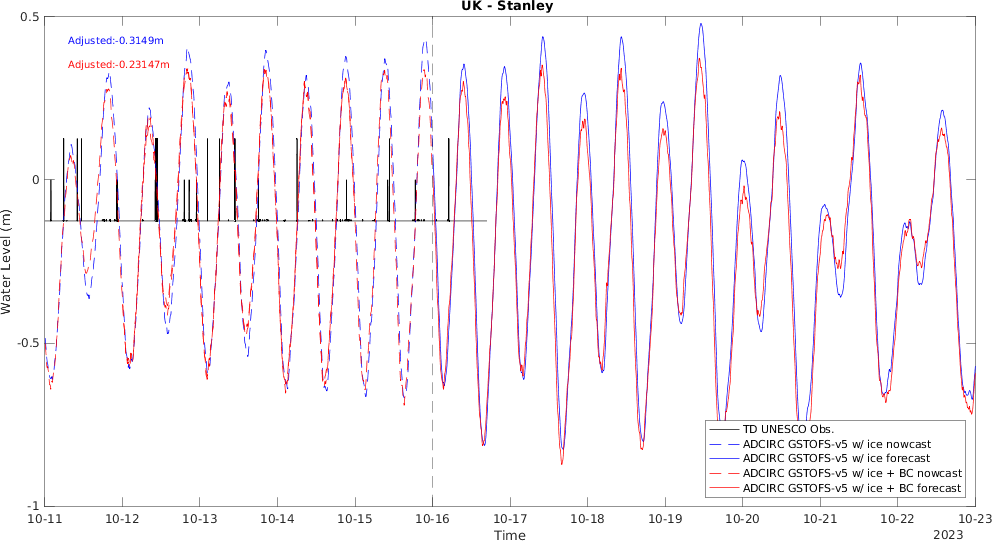 UK - Stanley
Adjusted:-0.3149m
Adjusted:-0.23147m
Water Level (m)
0.5
0
-0.5
-1
TD UNESCO Obs.
ADCIRC GSTOFS-v5 w/ ice nowcast
ADCIRC GSTOFS-v5 w/ ice forecast
ADCIRC GSTOFS-v5 w/ ice + BC nowcast
ADCIRC GSTOFS-v5 w/ ice + BC forecast
10-11 10-12 10-13 10-14 10-15 10-16 10-17 10-18 10-19 10-20 10-21 10-22 10-23
Time
2023